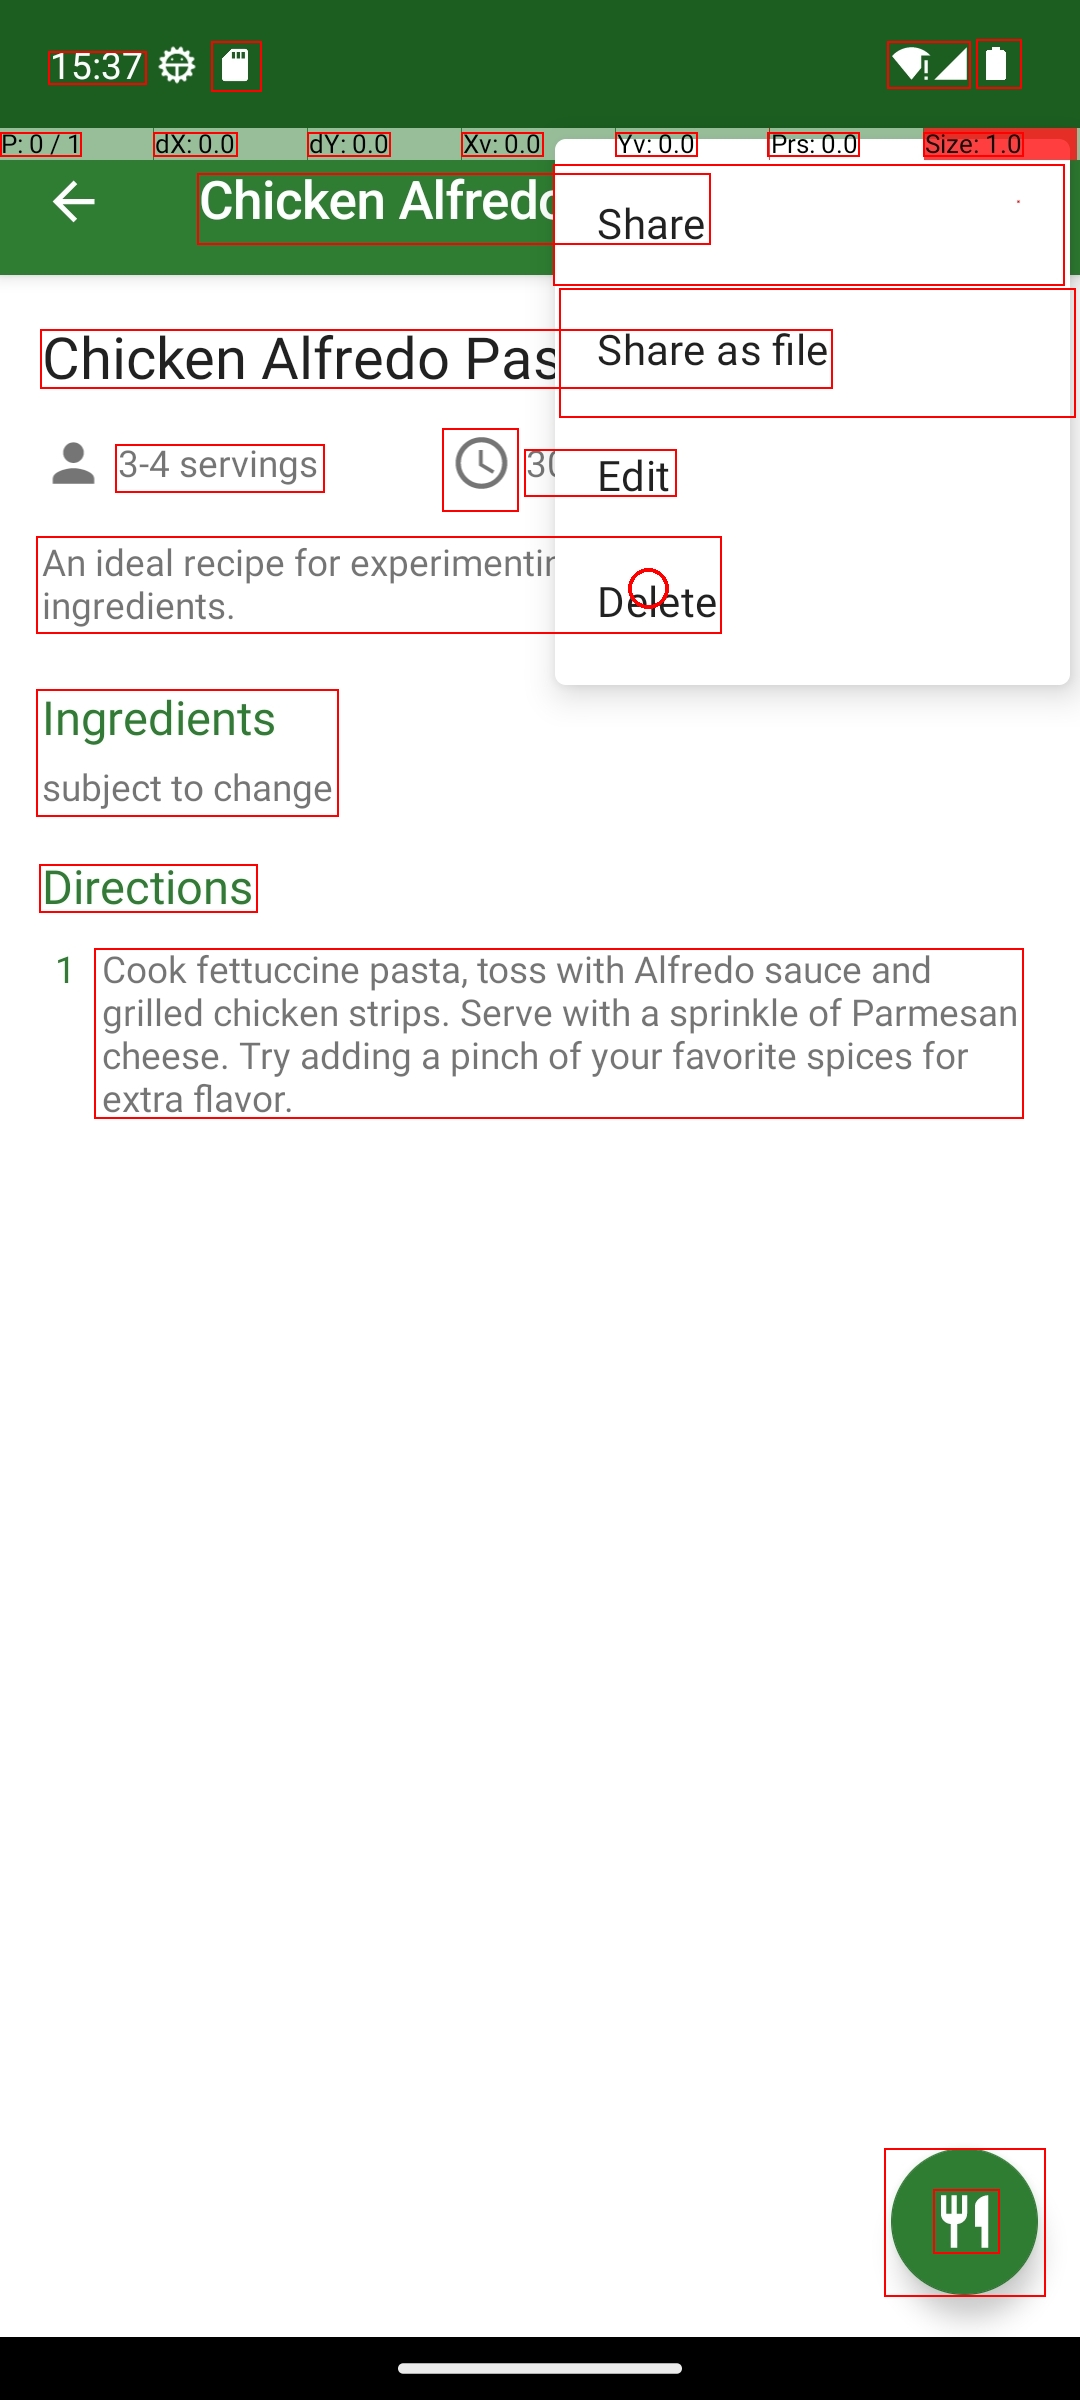 15:37
P: 0 / 1
dX: 0.0
dY: 0.0
Xv: 0.0
Yv: 0.0
Prs: 0.0
Size: 1.0
Chicken Alfredo
Share
Share as file
Edit
Delete
Chicken Alfredo Pas
3-4 servings
30
An ideal recipe for
ingredients.
Ingredients
subject to change
Directions
1 Cook fettuccine pasta, toss with Alfredo sauce and
grilled chicken strips. Serve with a sprinkle of Parmesan
cheese. Try adding a pinch of your favorite spices for
extra flavor.